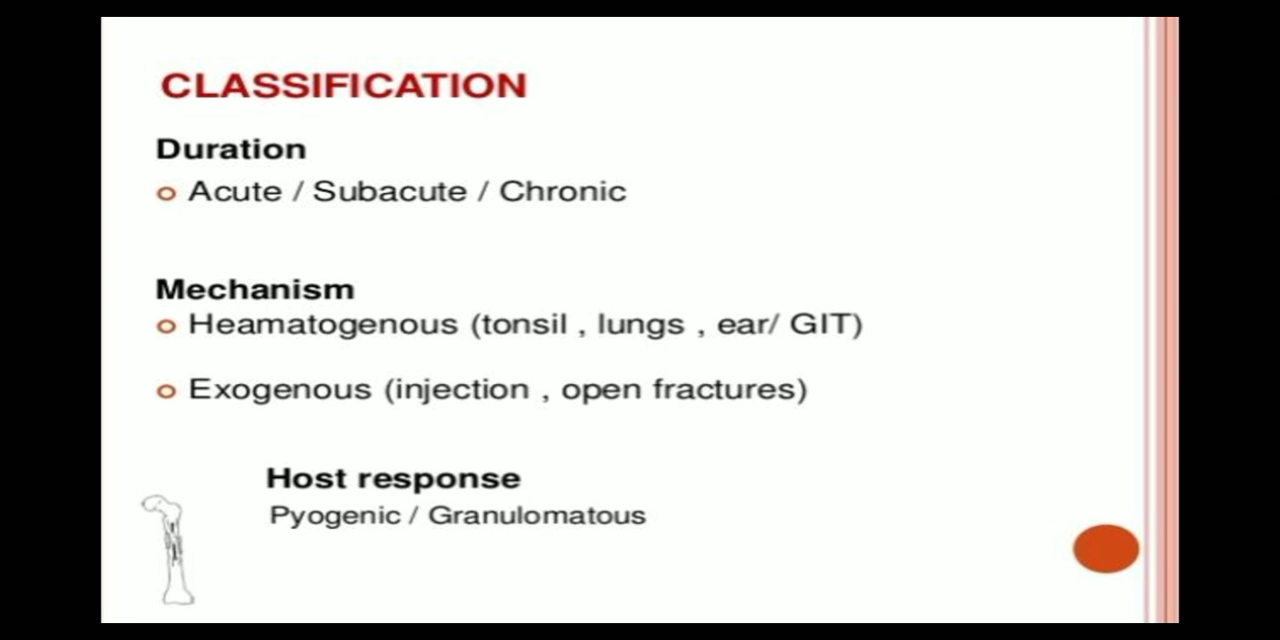 CLASSIFICATION
Duration
Acute / Subacute / Chronic
Mechanism
Heamatogenous (tonsil , lungs , ear/ GIT)
Exogenous (injection , open fractures)
Host response
Pyogenic / Granulomatous